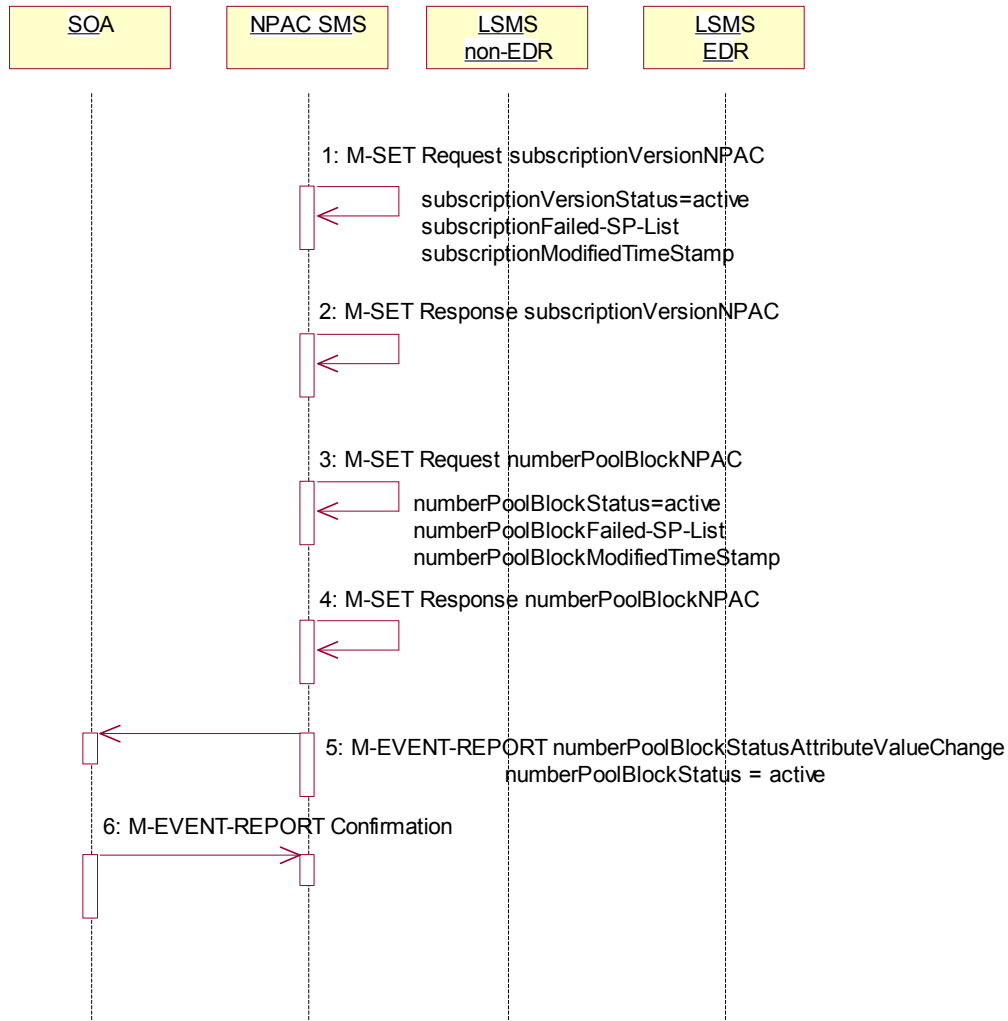 SOA
NPAC SMS
LSMS
non-EDR
LSMS
EDR
1: M-SET Request subscriptionVersionNPAC
subscriptionVersionStatus=active
subscriptionFailed-SP-List
subscriptionModifiedTimeStamp
2: M-SET Response subscriptionVersionNPAC
3: M-SET Request numberPoolBlockNPAC
numberPoolBlockStatus=active
numberPoolBlockFailed-SP-List
numberPoolBlockModifiedTimeStamp
4: M-SET Response numberPoolBlockNPAC
5: M-EVENT-REPORT numberPoolBlockStatusAttributeValueChange
numberPoolBlockStatus = active
6: M-EVENT-REPORT Confirmation